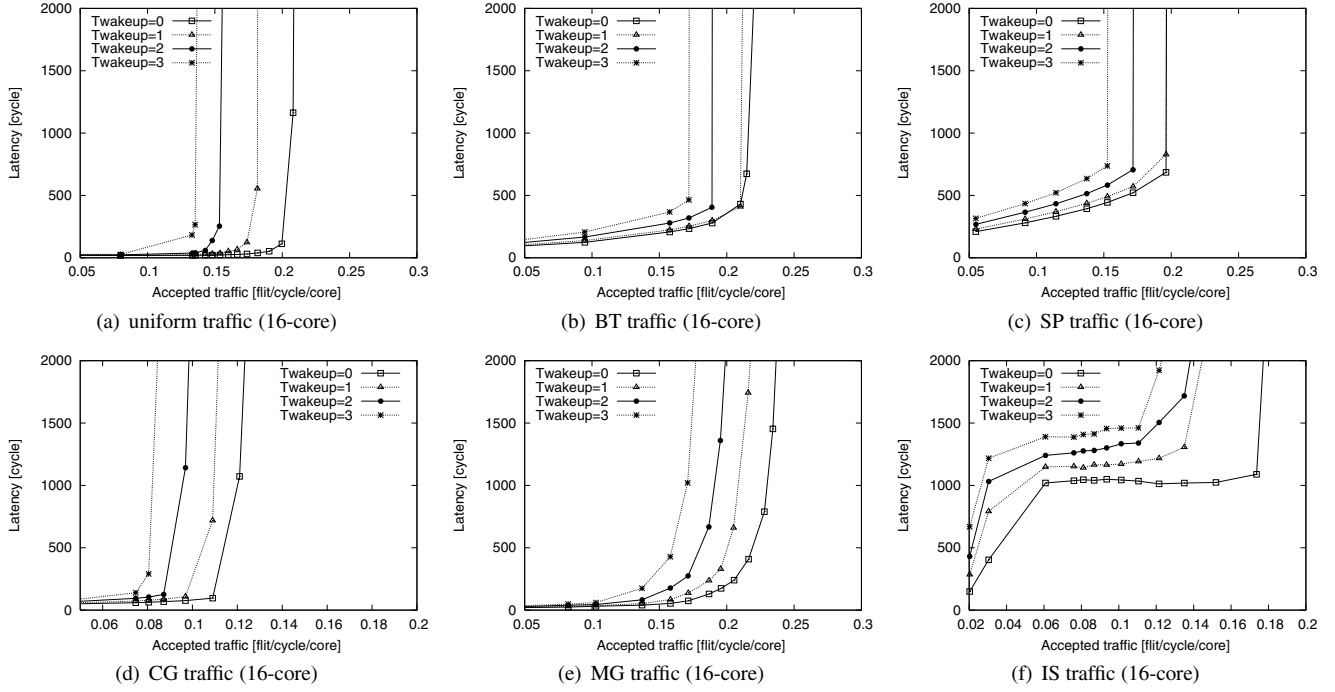 2000
1500
1000
500
0
Latency [cycle]
Twakeup=0
Twakeup=1
Twakeup=2
Twakeup=3
0.05 0.1 0.15 0.2 0.25 0.3
Accepted traffic [flit/cycle/core]
(a) uniform traffic (16-core)
2000
1500
1000
500
0
Latency [cycle]
Twakeup=0
Twakeup=1
Twakeup=2
Twakeup=3
0.05 0.1 0.15 0.2 0.25 0.3
Accepted traffic [flit/cycle/core]
(b) BT traffic (16-core)
2000
1500
1000
500
0
Latency [cycle]
Twakeup=0
Twakeup=1
Twakeup=2
Twakeup=3
0.05 0.1 0.15 0.2 0.25 0.3
Accepted traffic [flit/cycle/core]
(c) SP traffic (16-core)
2000
1500
1000
500
0
Latency [cycle]
Twakeup=0
Twakeup=1
Twakeup=2
Twakeup=3
0.06 0.08 0.1 0.12 0.14 0.16 0.18 0.2
Accepted traffic [flit/cycle/core]
(d) CG traffic (16-core)
2000
1500
1000
500
0
Latency [cycle]
Twakeup=0
Twakeup=1
Twakeup=2
Twakeup=3
0.05 0.1 0.15 0.2 0.25 0.3
Accepted traffic [flit/cycle/core]
(e) MG traffic (16-core)
2000
1500
1000
500
0
Latency [cycle]
Twakeup=0
Twakeup=1
Twakeup=2
Twakeup=3
0.02 0.04 0.06 0.08 0.1 0.12 0.14 0.16 0.18 0.2
Accepted traffic [flit/cycle/core]
(f) IS traffic (16-core)